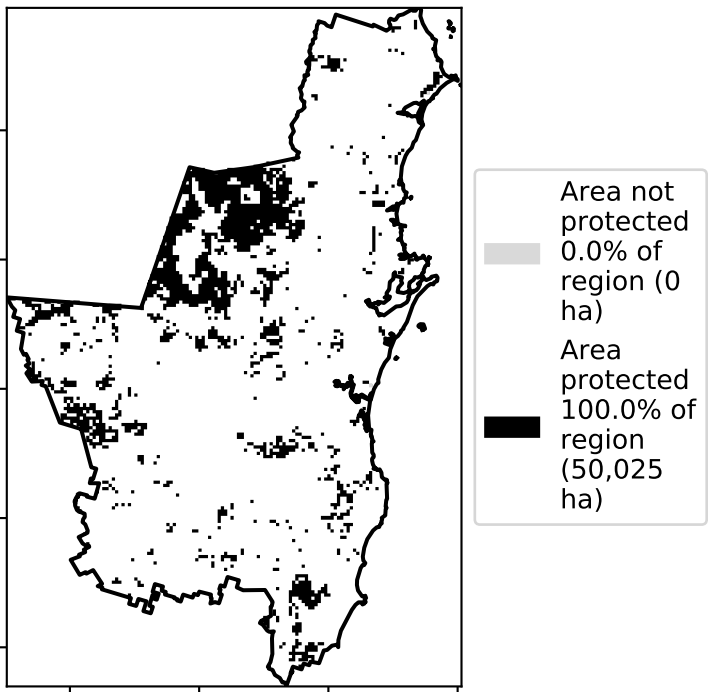 Area not
protected
0.0% of
region (0
ha)
Area
protected
100.0% of
region
(50,025
ha)